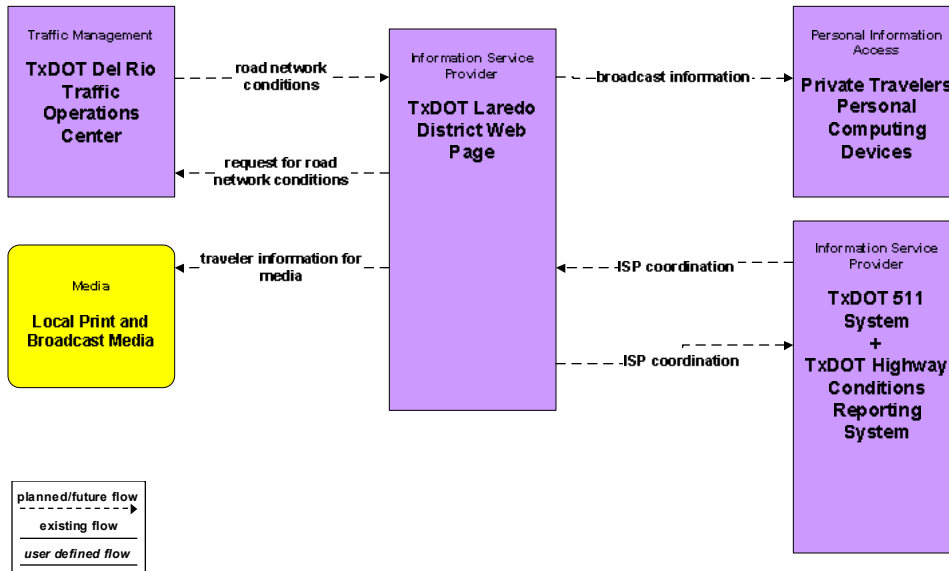 Traffic Management
TxDOT Del Rio
Traffic
Operations
Center
road network
conditions
request for road
network conditions
Information Service
Provider
TxDOT Laredo
District Web
Page
broadcast information
Personal Information
Access
Private Travelers
Personal
Computing
Devices
Media
Local Print and
Broadcast Media
traveler information for
media
ISP coordination
ISP coordination
Information Service
Provider
TxDOT 511
System
+
TxDOT Highway
Conditions
Reporting
System
planned/future flow
existing flow
user defined flow